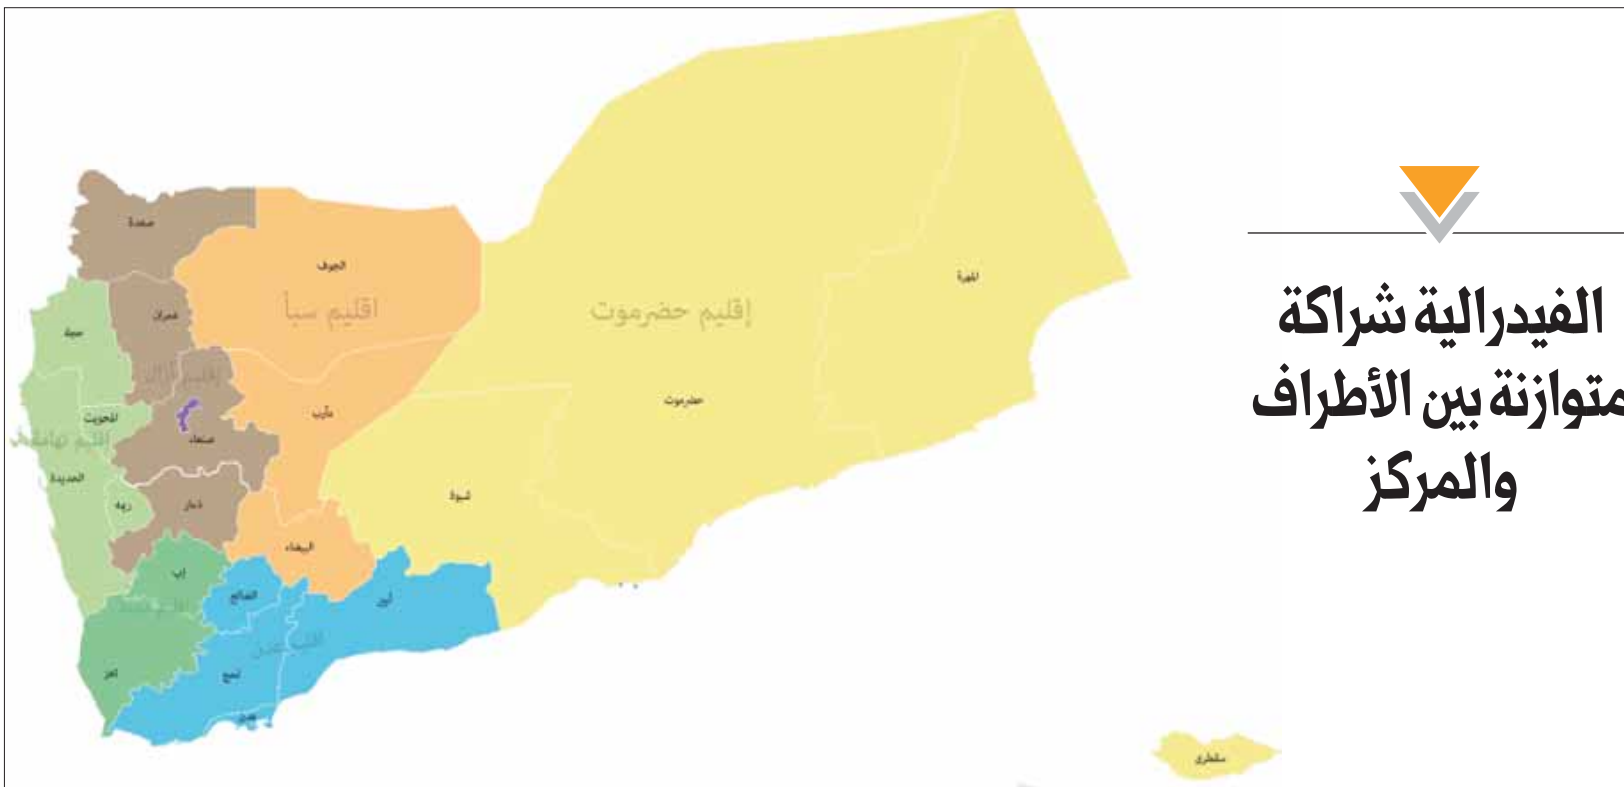 الفيدرالية شراكة
متوازنة بين الأطراف
والمركز
صعدة
الجوف
إقليم حضرموت
اقليم سبأ
المهرة
عمران
حجة
مأرب
حضرموت
المحويت
صنعاء
الحديدة
شبوة
ريمه
ذمار
البيضاء
إب
الضالع
أبين
تعز
لحج
عدن
سقطرى